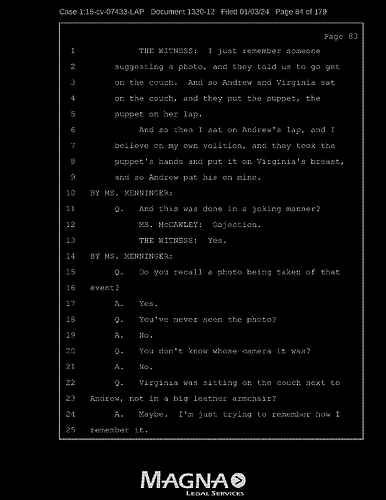 Case 1:15-cv-07433-LAP Document 1320-12 Filed 01/03/24 Page 84 of 179
Page 83
1 THE WITNESS: I just remember someone
2 suggesting a photo, and they told us to go get
3 on the couch. And so Andrew and Virginia sat
4 on the couch, and they put the puppet, the
5 puppet on her lap.
6 And so then I sat on Andrew's lap, and I
7 believe on my own volition, and they took the
8 puppet's hands and put it on Virginia's breast,
9 and so Andrew put his on mine.
10 BY MS. MENNINGER:
11 Q. And this was done in a joking manner?
12 MS. McCAWLEY: Objection.
13 THE WITNESS: Yes.
14 BY MS. MENNINGER:
15 Q. Do you recall a photo being taken of that
16 event?
17 A. Yes.
18 Q. You've never seen the photo?
19 A. No.
20 Q. You don't know whose camera it was?
21 A. No.
22 Q. Virginia was sitting on the couch next to
23 Andrew, not in a big leather armchair?
24 A. Maybe. I'm just trying to remember how I
25 remember it.
MAGNA
LEGAL SERVICES